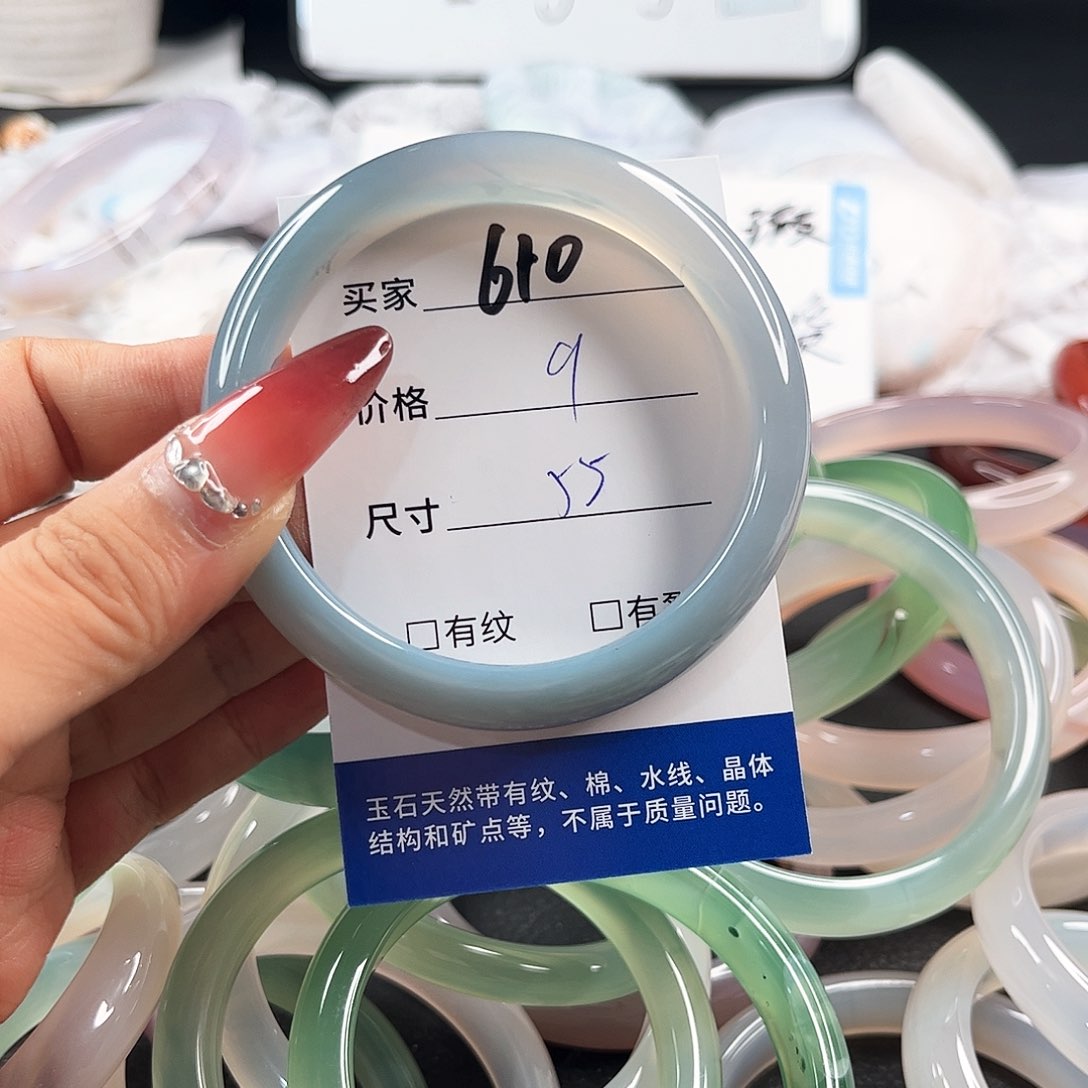 买家 610
价格 9
尺寸 55
□有纹 □有
玉石天然带有纹、棉、水线、晶体
结构和矿点等，不属于质量问题。